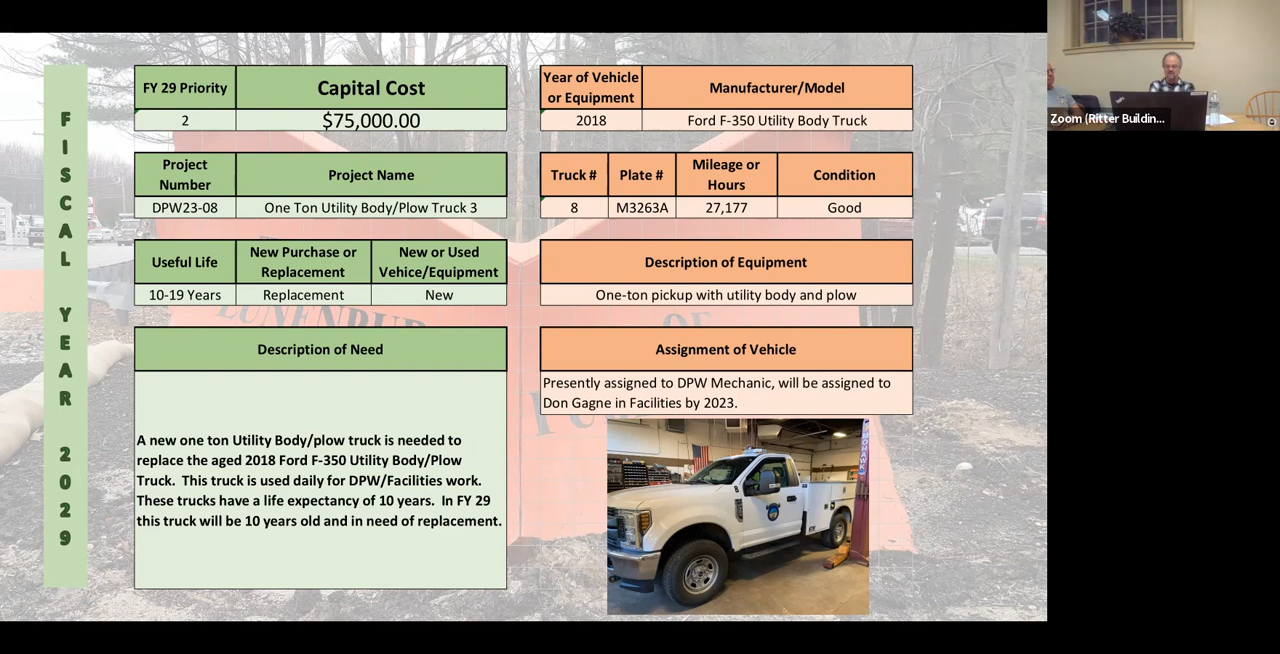 FISCAL YEAR 2029
FY 29 Priority
Capital Cost
2
$75,000.00
Project
Number
Project Name
DPW23-08
One Ton Utility Body/Plow Truck 3
Useful Life
New Purchase or
Replacement
New or Used
Vehice/Equipment
10-19 Years
Replacement
New
Description of Need
A new one ton Utility Body/plow truck is needed to
replace the aged 2018 Ford F-350 Utility Body/Plow
Truck. This truck is used daily for DPW/Facilities work.
These trucks have a life expectancy of 10 years. In FY 29
this truck will be 10 years old and in need of replacement.
Year of Vehicle
or Equipment
Manufacturer/Model
2018
Ford F-350 Utility Body Truck
Truck #
Plate #
Mileage or
Hours
Condition
8
M3263A
27,177
Good
Description of Equipment
One-ton pickup with utility body and plow
Assignment of Vehicle
Presently assigned to DPW Mechanic, will be assigned to
Don Gagne in Facilities by 2023.
MOHAWK
OF
Zoom (Ritter Buildin...